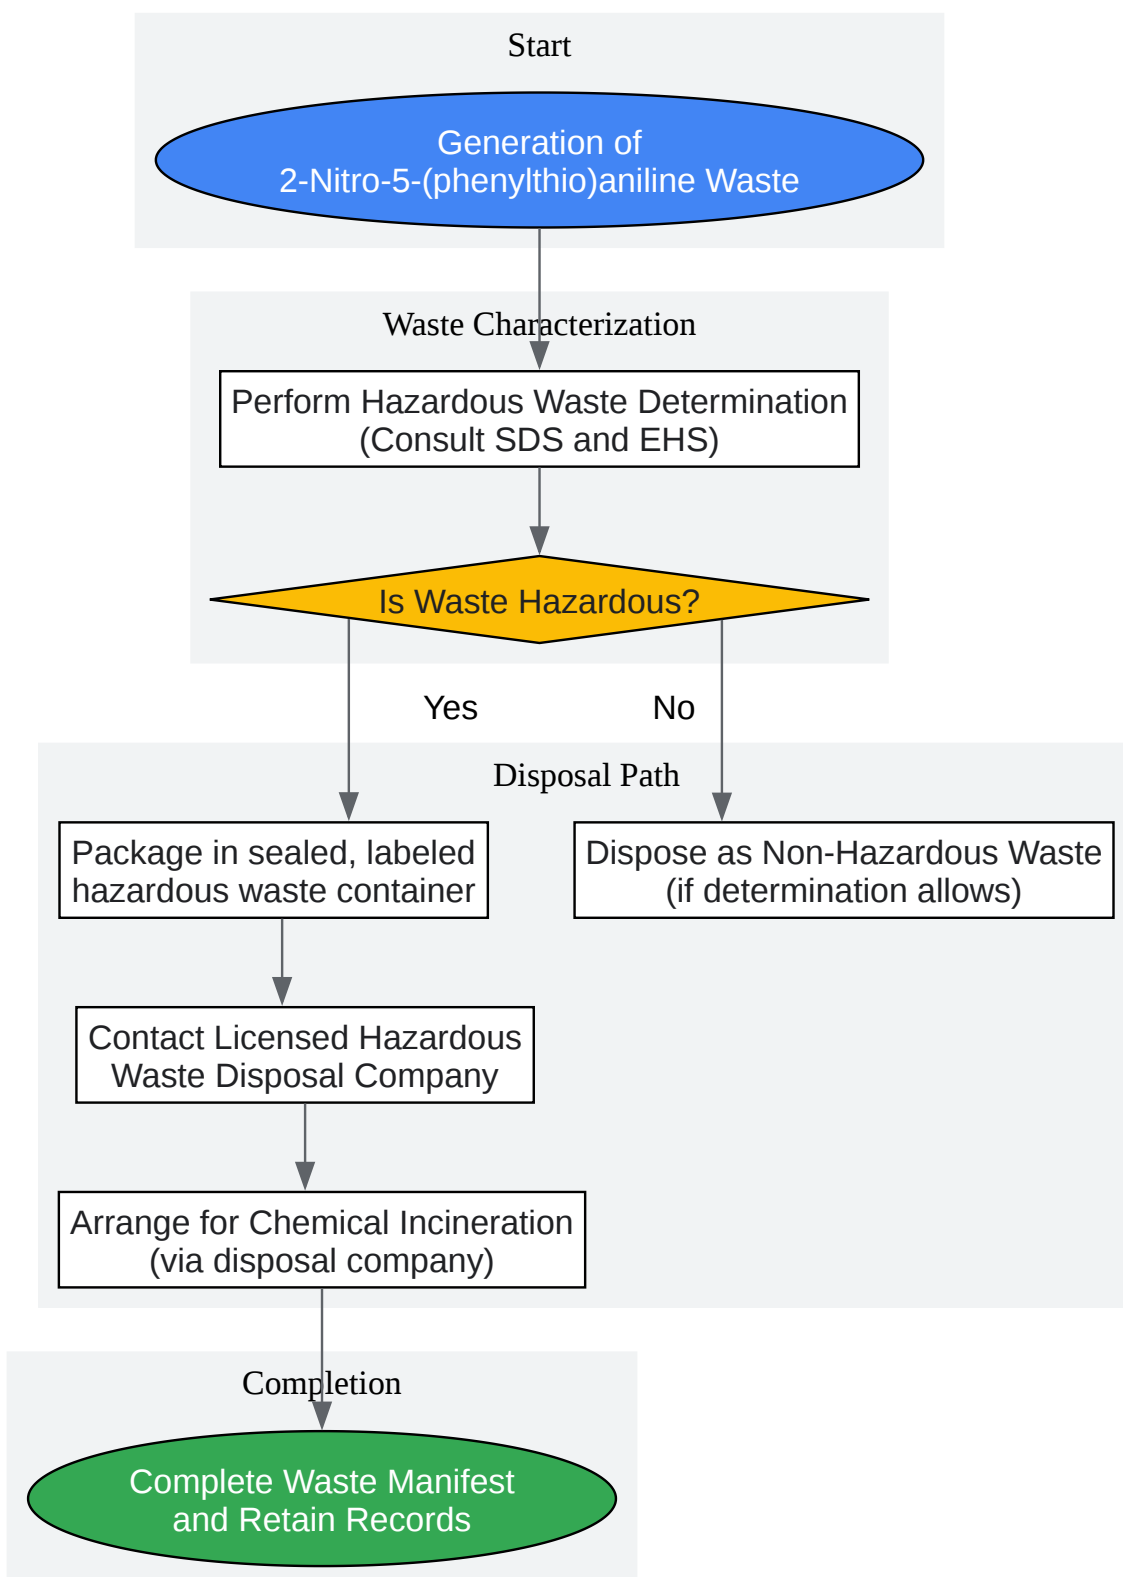 Start
Generation of
2-Nitro-5-(phenylthio)aniline Waste
Waste Characterization
Perform Hazardous Waste Determination
(Consult SDS and EHS)
Is Waste Hazardous?
Yes
No
Disposal Path
Package in sealed, labeled
hazardous waste container
Dispose as Non-Hazardous Waste
(if determination allows)
Contact Licensed Hazardous
Waste Disposal Company
Arrange for Chemical Incineration
(via disposal company)
Completion
Complete Waste Manifest
and Retain Records